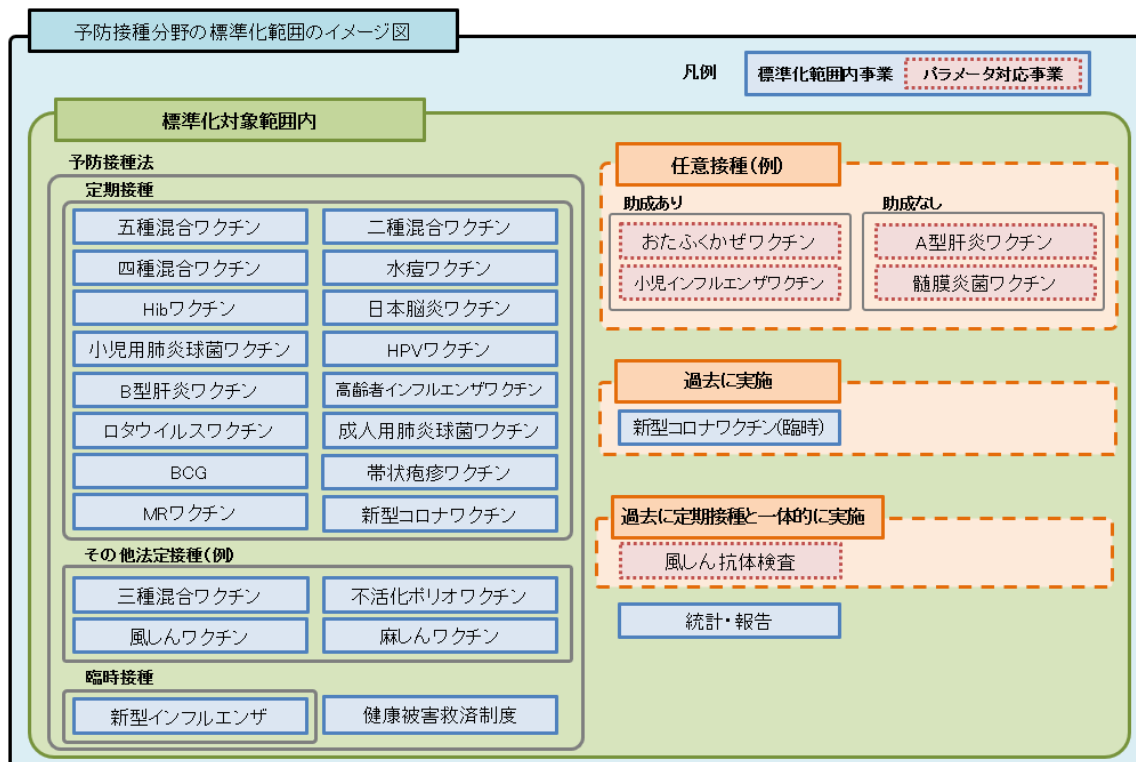 予防接種分野の標準化範囲のイメージ図
凡例
標準化範囲内事業
パラメータ対応事業
標準化対象範囲内
予防接種法
定期接種
五種混合ワクチン
二種混合ワクチン
四種混合ワクチン
水痘ワクチン
Hibワクチン
日本脳炎ワクチン
小児用肺炎球菌ワクチン
HPVワクチン
B型肝炎ワクチン
高齢者インフルエンザワクチン
ロタウイルスワクチン
成人用肺炎球菌ワクチン
BCG
帯状疱疹ワクチン
MRワクチン
新型コロナワクチン
その他法定接種(例)
三種混合ワクチン
不活化ポリオワクチン
風しんワクチン
麻しんワクチン
臨時接種
新型インフルエンザ
健康被害救済制度
任意接種(例)
助成あり
助成なし
おたふくかぜワクチン
A型肝炎ワクチン
小児インフルエンザワクチン
髄膜炎菌ワクチン
過去に実施
新型コロナワクチン(臨時)
過去に定期接種と一体的に実施
風しん抗体検査
統計・報告